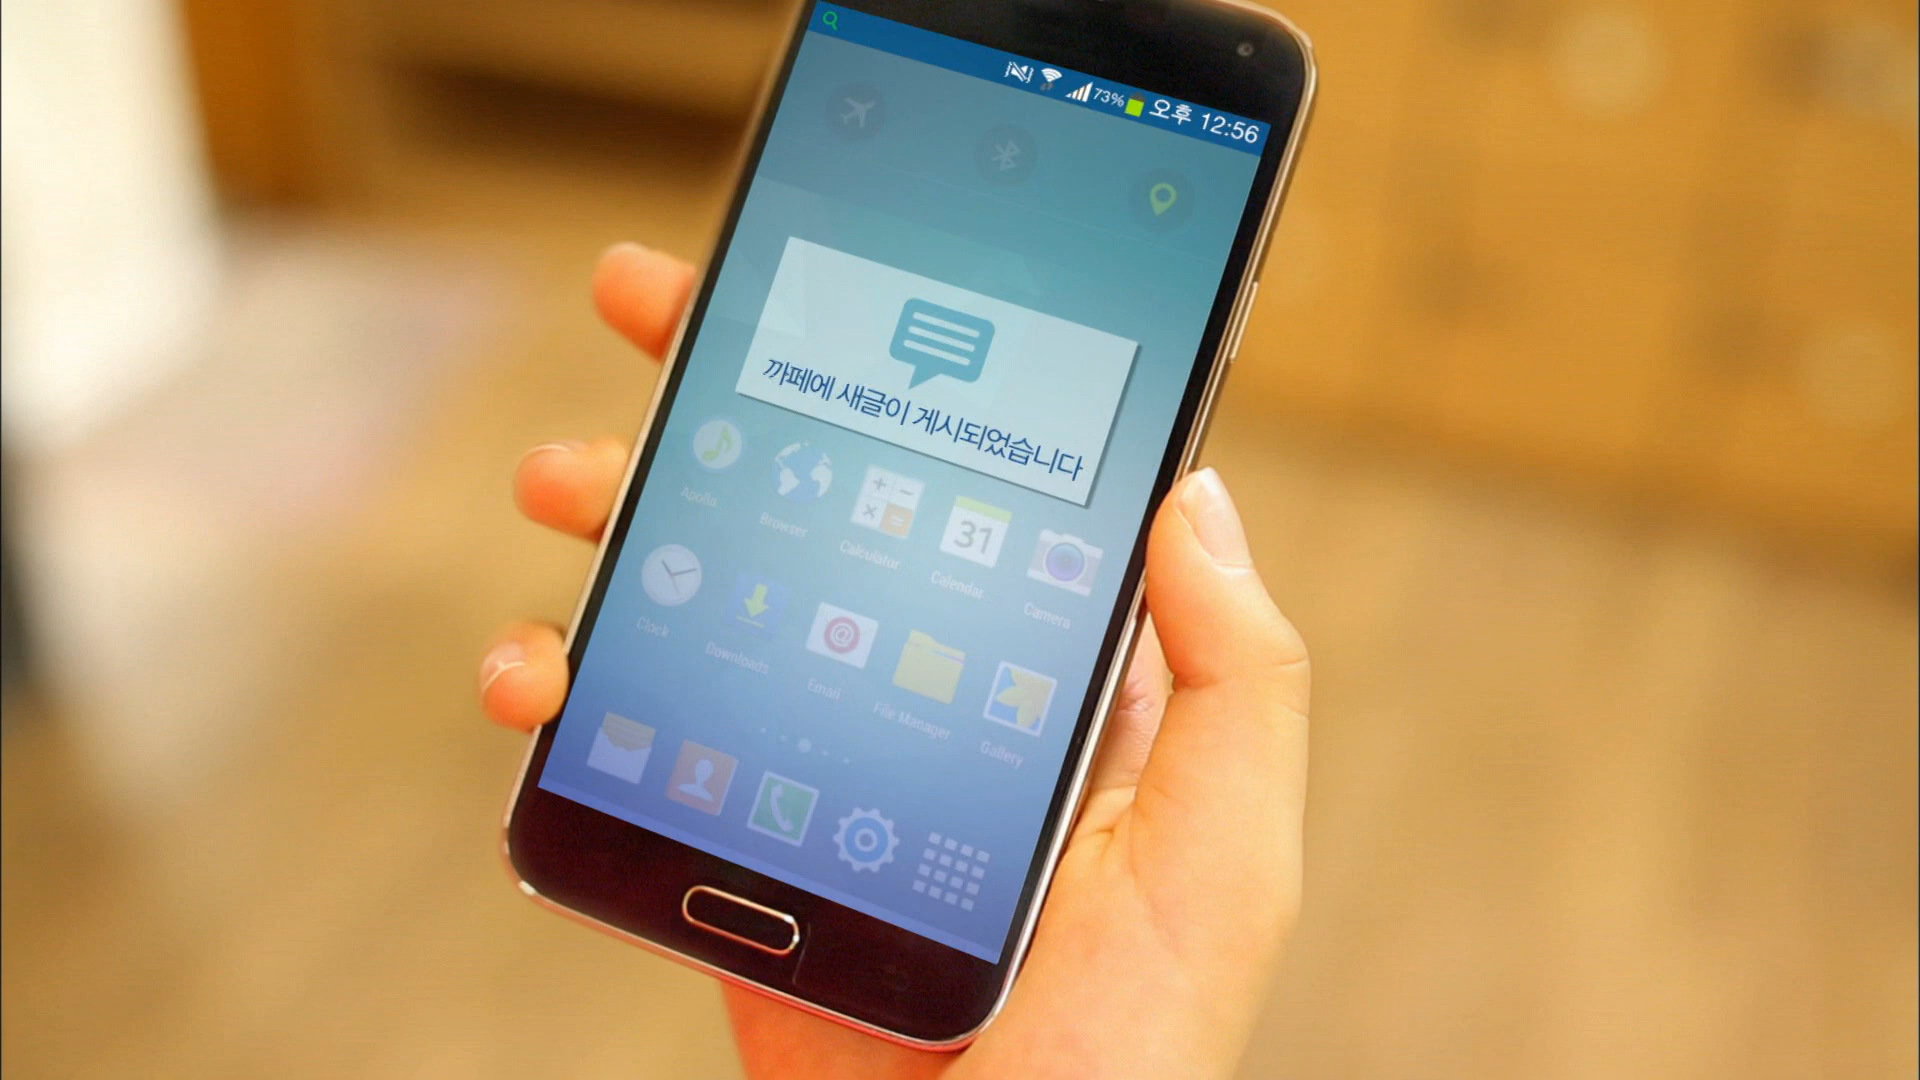 73% 오후 12:56
까페에 새글이 게시되었습니다
Apollo
Browser
Calculator
31
Calendar
Camera
Clock
Downloads
@
Email
File Manager
Gallery